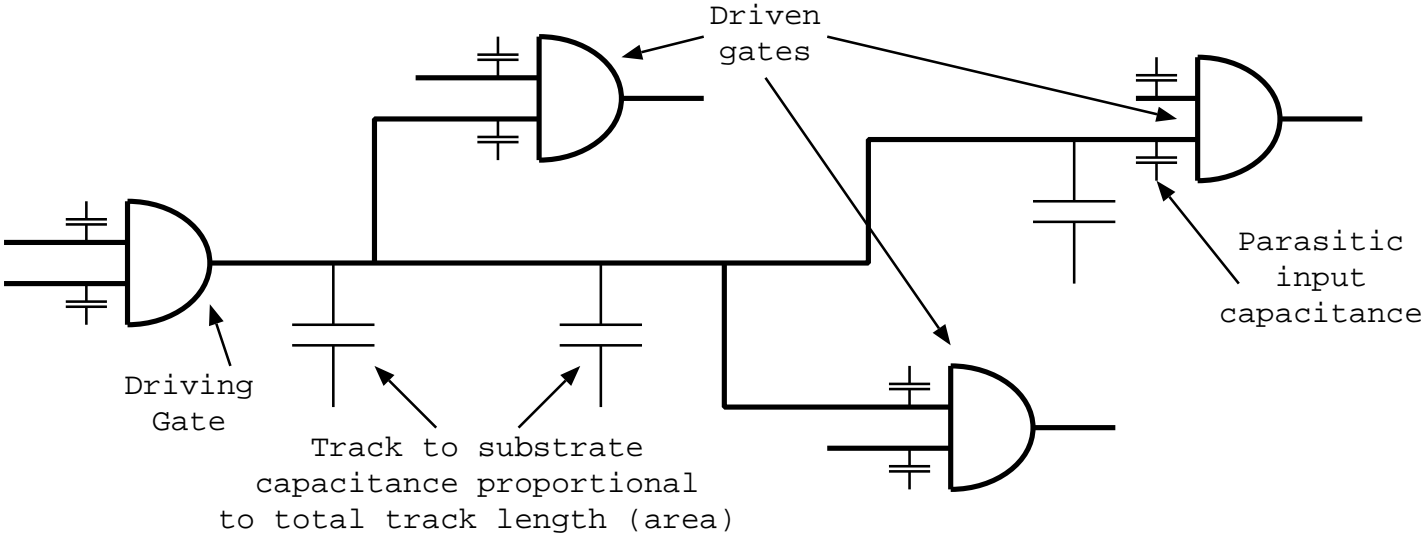 Driven
gates
Parasitic
input
capacitance
Driving
Gate
Track to substrate
capacitance proportional
to total track length (area)